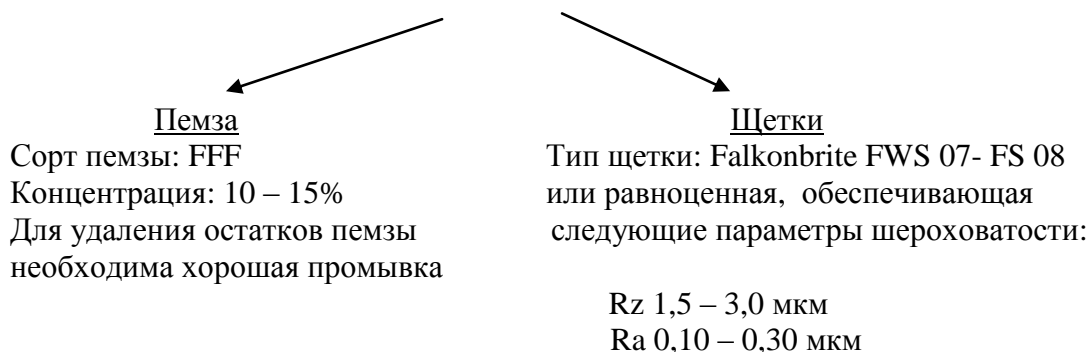 Пемза
Сорт пемзы: FFF
Концентрация: 10 – 15%
Для удаления остатков пемзы
необходима хорошая промывка
Щетки
Тип щетки: Falkonbrite FWS 07- FS 08
или равноценная, обеспечивающая
следующие параметры шероховатости:
Rz 1,5 – 3,0 мкм
Ra 0,10 – 0,30 мкм